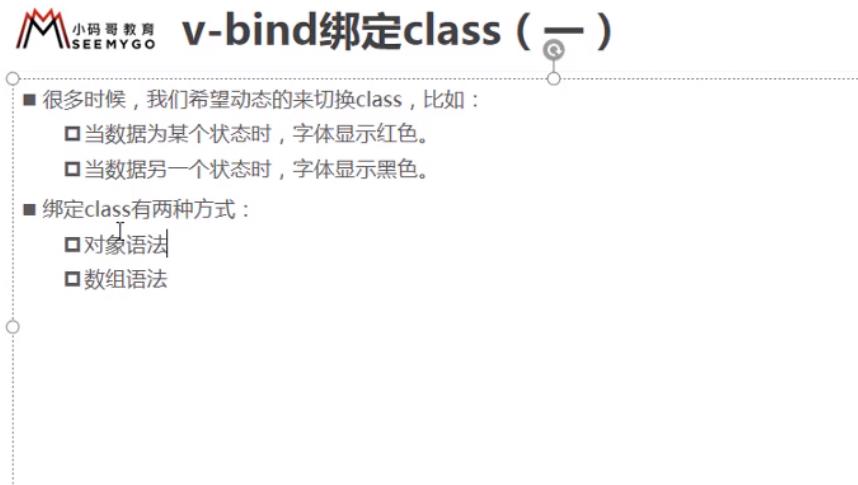 小码哥教育
SEEMYGO
v-bind绑定class（一）
很多时候，我们希望动态的来切换class，比如：
当数据为某个状态时，字体显示红色。
当数据另一个状态时，字体显示黑色。
绑定class有两种方式：
对象语法
数组语法